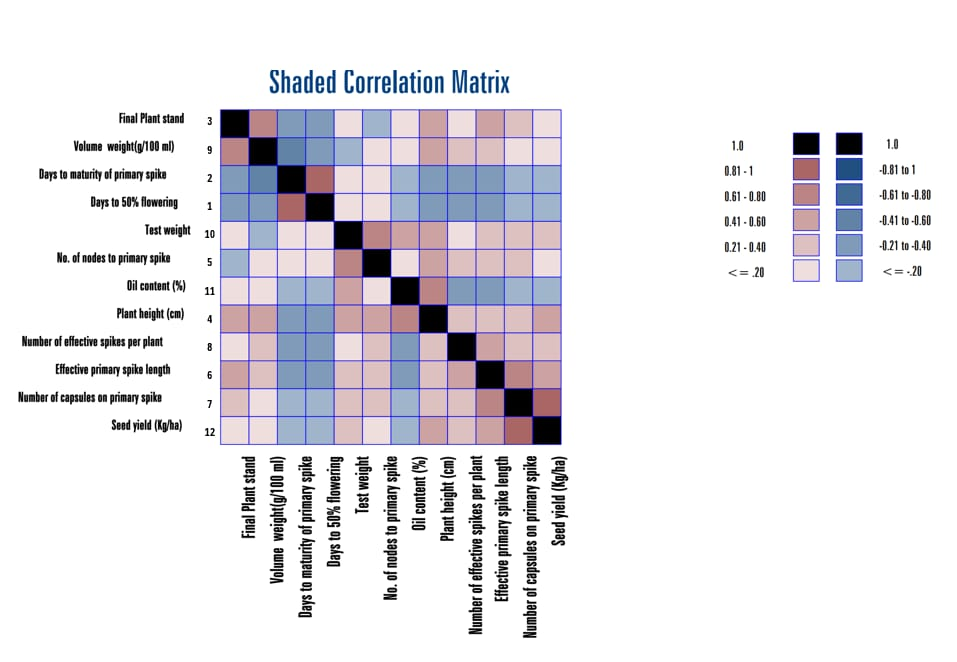 Shaded Correlation Matrix
Final Plant stand 3
Volume weight(g/100 ml) 9
Days to maturity of primary spike 2
Days to 50% flowering 1
Test weight 10
No. of nodes to primary spike 5
Oil content (%) 11
Plant height (cm) 4
Number of effective spikes per plant 8
Effective primary spike length 6
Number of capsules on primary spike 7
Seed yield (Kg/ha) 12
Final Plant stand
Volume weight(g/100 ml)
Days to maturity of primary spike
Days to 50% flowering
Test weight
No. of nodes to primary spike
Oil content (%)
Plant height (cm)
Number of effective spikes per plant
Effective primary spike length
Number of capsules on primary spike
Seed yield (Kg/ha)
1.0 1.0
0.81 - 1 -0.81 to 1
0.61 - 0.80 -0.61 to -0.80
0.41 - 0.60 -0.41 to -0.60
0.21 - 0.40 -0.21 to -0.40
<= .20 <= -.20